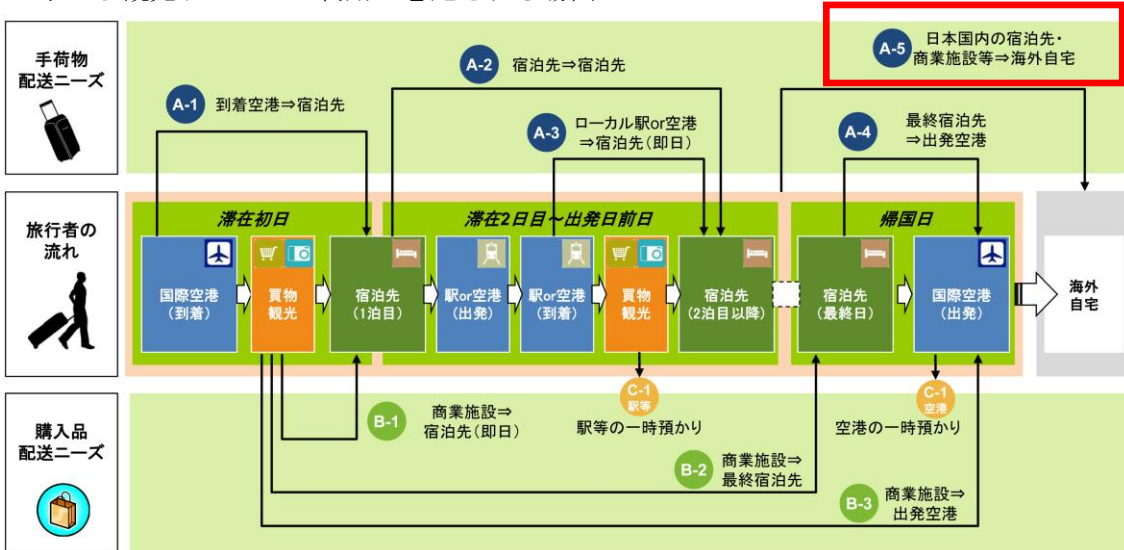 手荷物
配送ニーズ
A-1 到着空港⇒宿泊先
A-2 宿泊先⇒宿泊先
A-3 ローカル駅or空港
⇒宿泊先(即日)
A-4 最終宿泊先
⇒出発空港
A-5 日本国内の宿泊先・
商業施設等⇒海外自宅
旅行者の
流れ
滞在初日
国際空港
(到着)
買物
観光
宿泊先
(1泊目)
滞在2日目~出発日前日
駅or空港
(出発)
駅or空港
(到着)
買物
観光
宿泊先
(2泊目以降)
帰国日
宿泊先
(最終日)
国際空港
(出発)
海外
自宅
C-1
駅等
駅等の一時預かり
C-1
空港
空港の一時預かり
購入品
配送ニーズ
B-1 商業施設⇒
宿泊先(即日)
B-2 商業施設⇒
最終宿泊先
B-3 商業施設⇒
出発空港